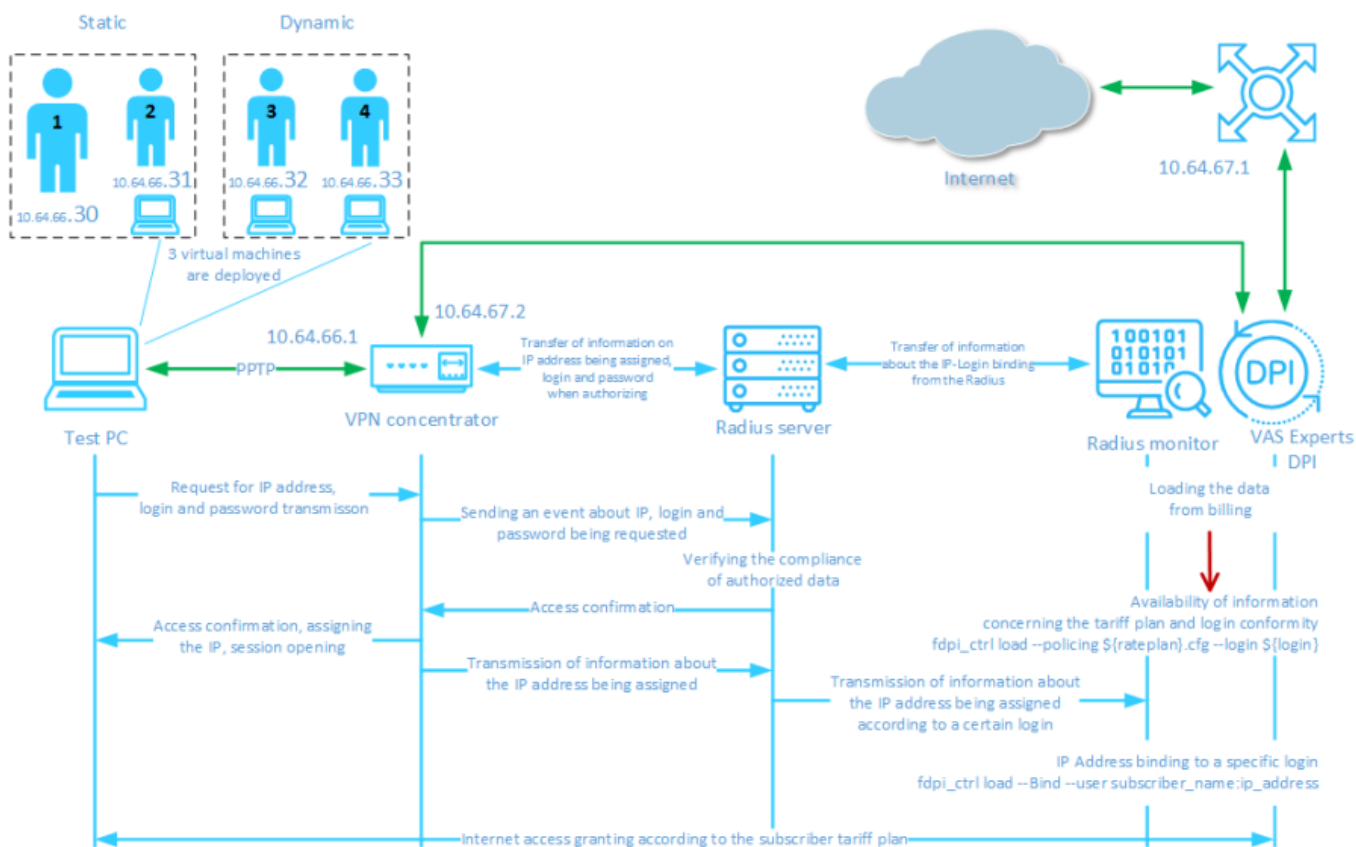 Static
Dynamic
1
2
3
4
10.64.66.30
10.64.66.31
10.64.66.32
10.64.66.33
3 virtual machines
are deployed
Internet
10.64.67.1
10.64.66.1
10.64.67.2
PPTP
Transfer of information on
IP address being assigned,
login and password
when authorizing
Transfer of information
about the IP-Login binding
from the Radius
100101
010101
01010
DPI
Test PC
VPN concentrator
Radius server
Radius monitor
VAS Experts
DPI
Request for IP address,
login and password transmisson
Sending an event about IP, login and
password being requested
Loading the data
from billing
Verifying the compliance
of authorized data
Access confirmation
Availability of information
concerning the tariff plan and login conformity
fdpi_ctrl load --policing ${rateplan}.cfg --login ${login}
Access confirmation, assigning
the IP, session opening
Transmission of information about
the IP address being assigned
Transmission of information about
the IP address being assigned
according to a certain login
IP Address binding to a specific login
fdpi_ctrl load --Bind --user subscriber_name:ip_address
Internet access granting according to the subscriber tariff plan